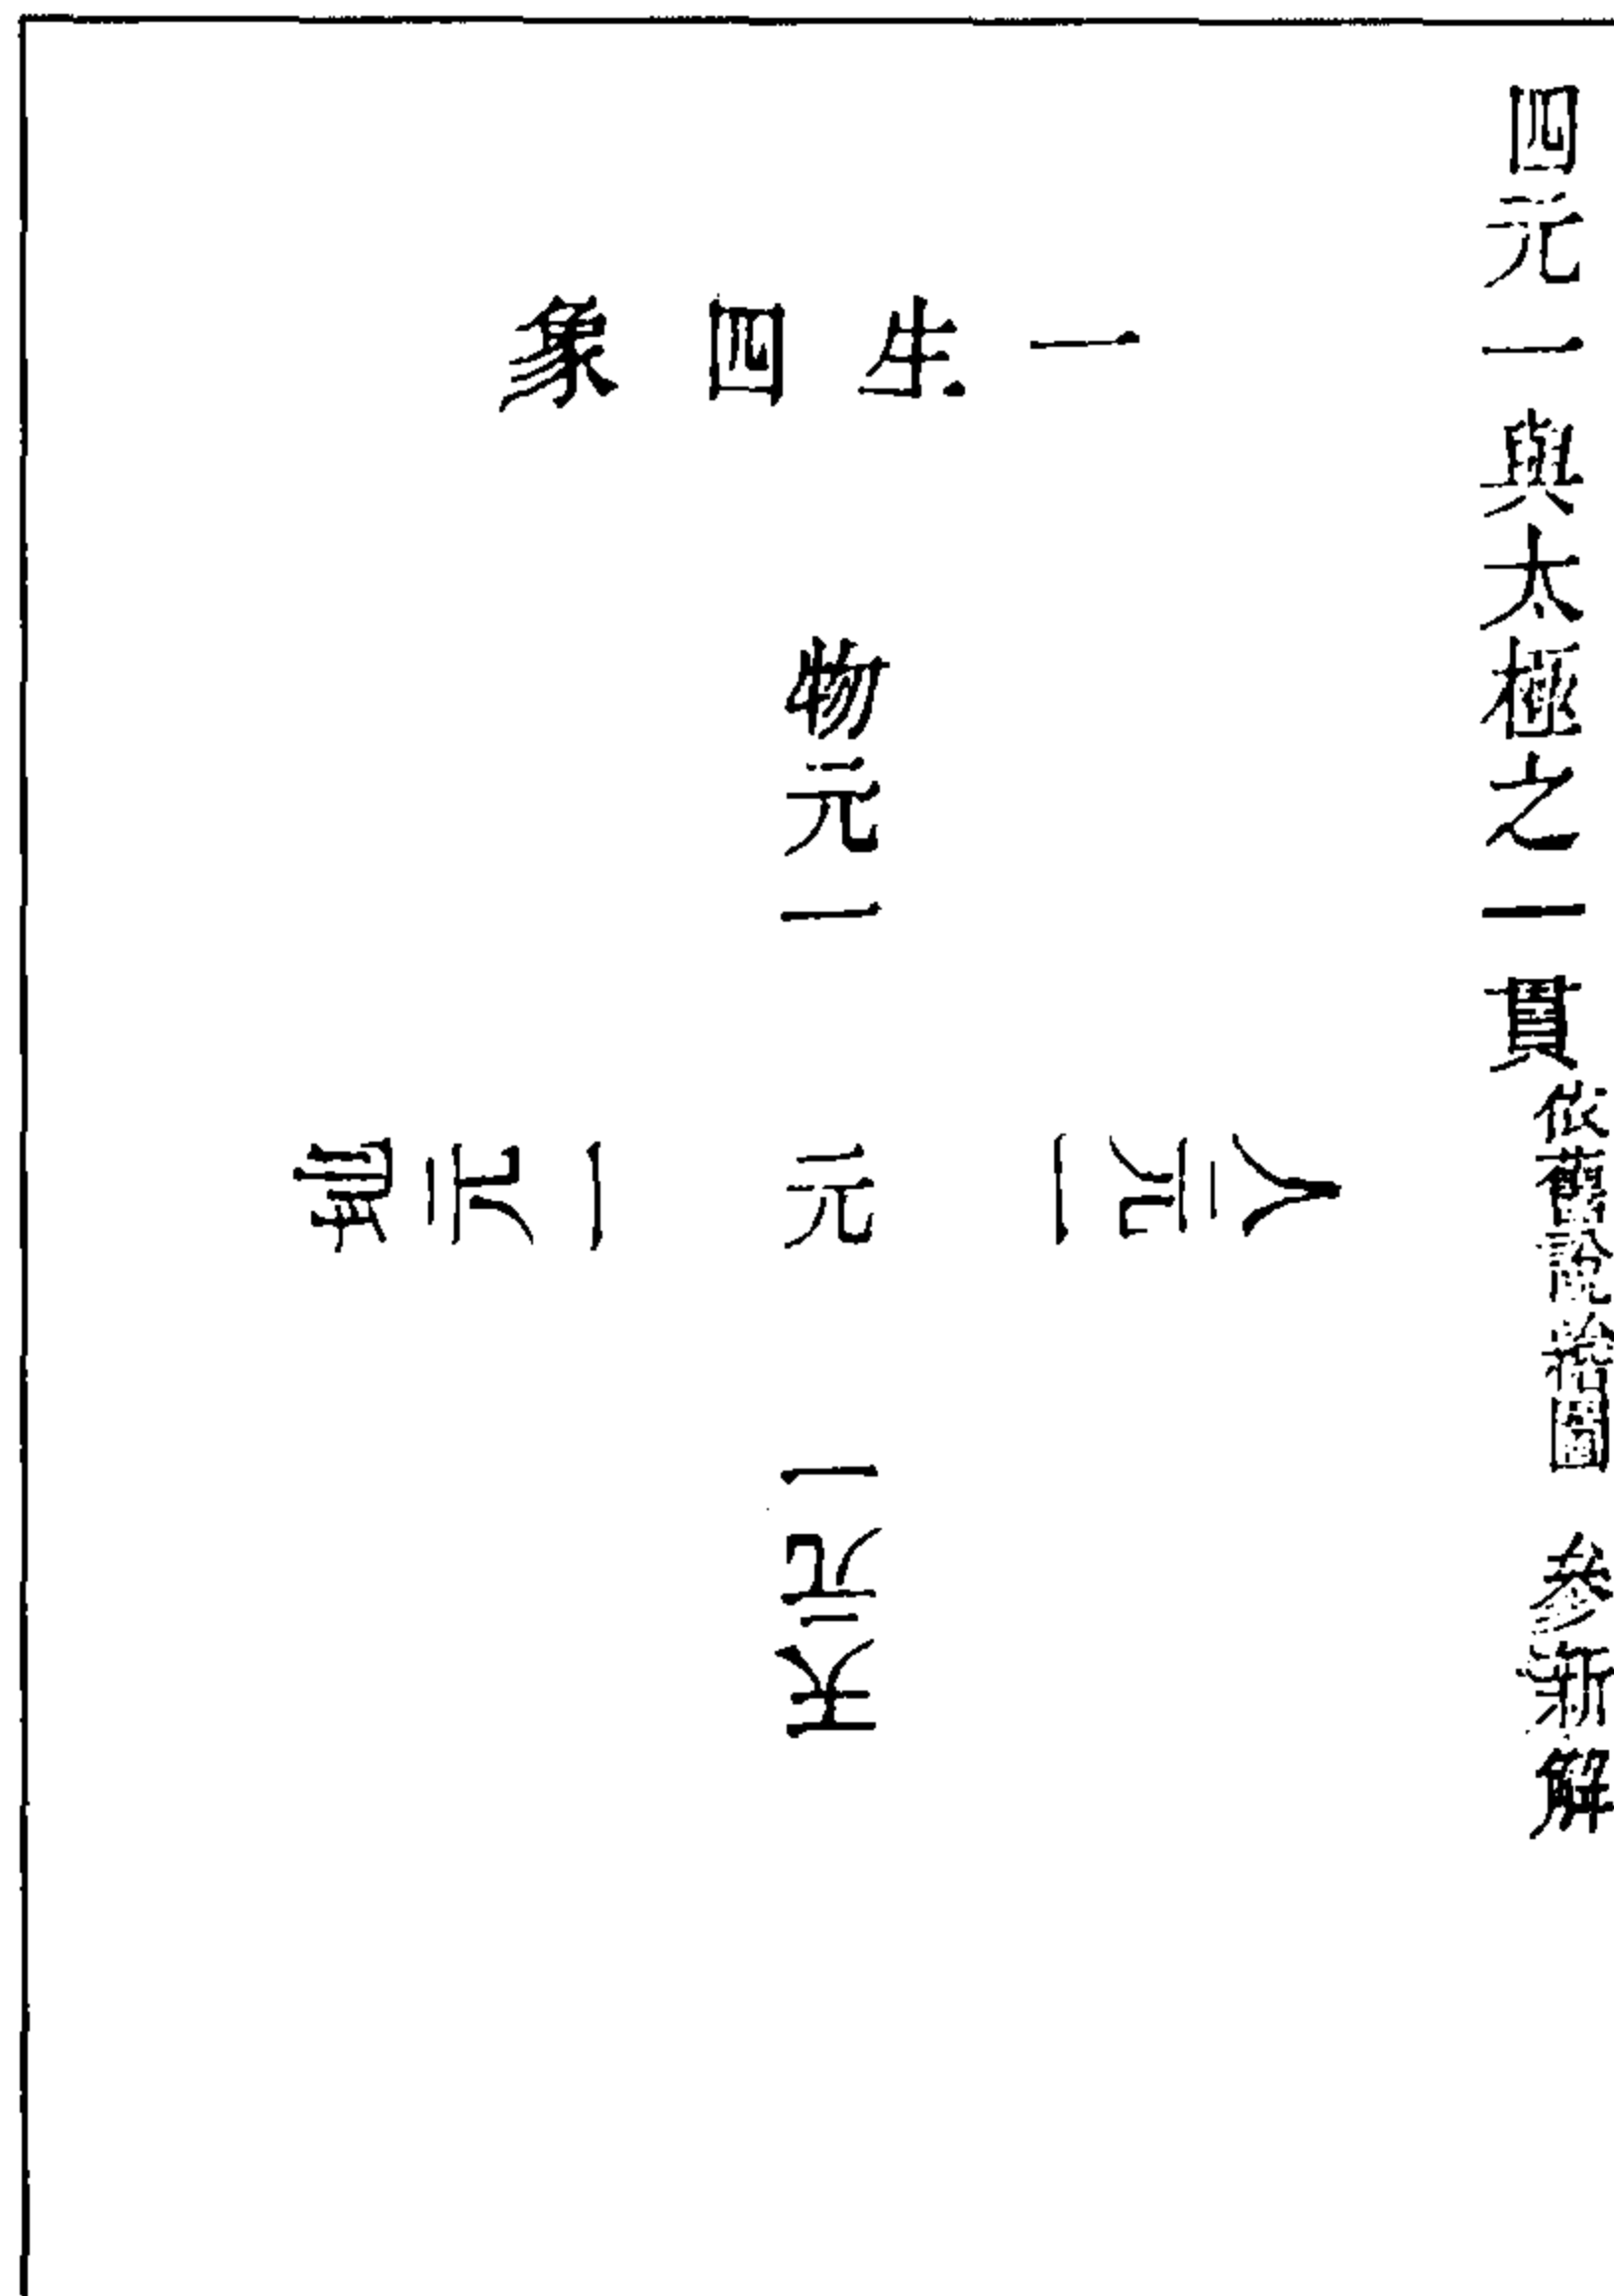 四元一與太極之一貫 依舊說圖 參新解
一生四象
物元一
人元一
元
地元一
天元一